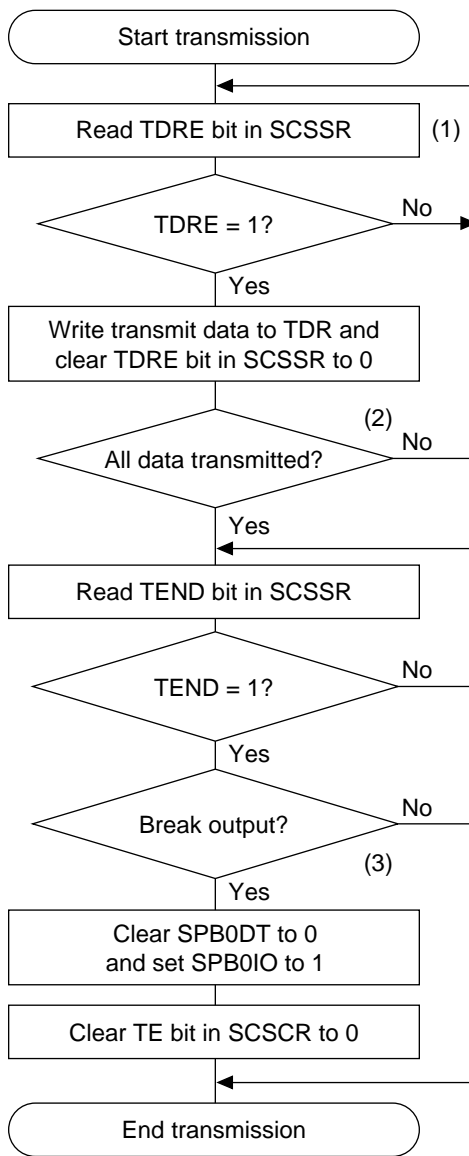 Start transmission
Read TDRE bit in SCSSR
(1)
TDRE = 1?
No
Yes
Write transmit data to TDR and
clear TDRE bit in SCSSR to 0
(2)
All data transmitted?
No
Yes
Read TEND bit in SCSSR
TEND = 1?
No
Yes
Break output?
No
(3)
Yes
Clear SPB0DT to 0
and set SPB0IO to 1
Clear TE bit in SCSCR to 0
End transmission